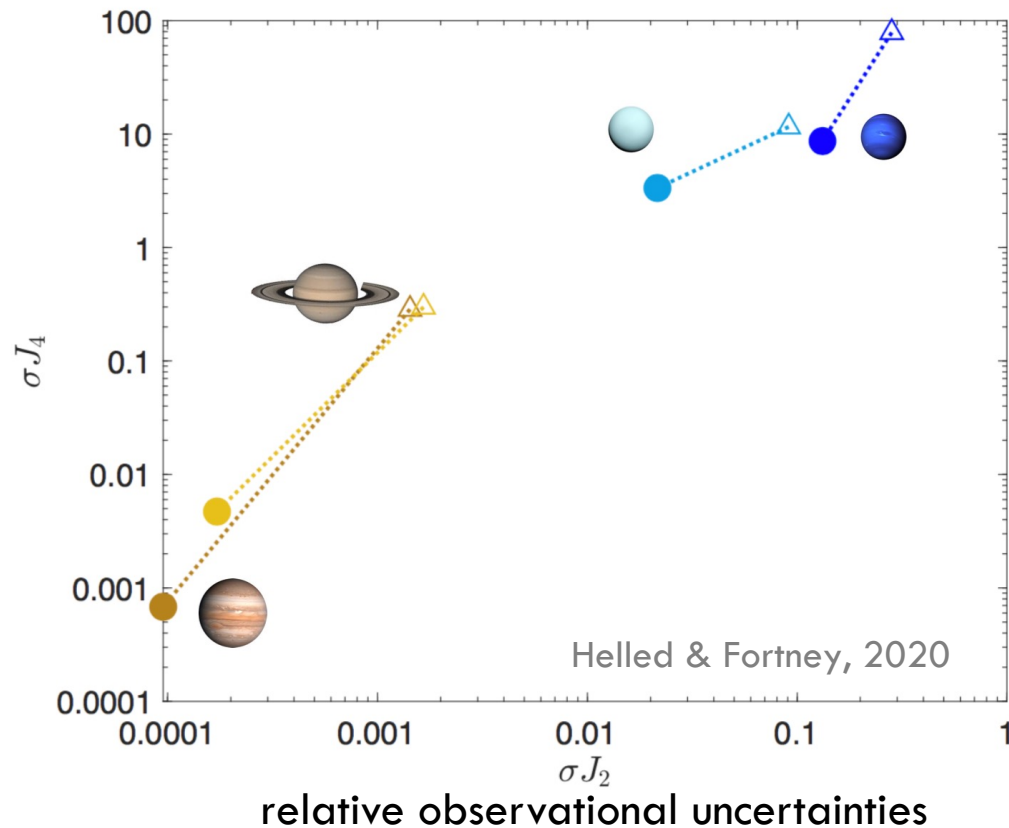 100
10
1
0.1
0.01
0.001
0.0001
σJ₄
Helled & Fortney, 2020
0.0001 0.001 0.01 0.1 1
σJ₂
relative observational uncertainties